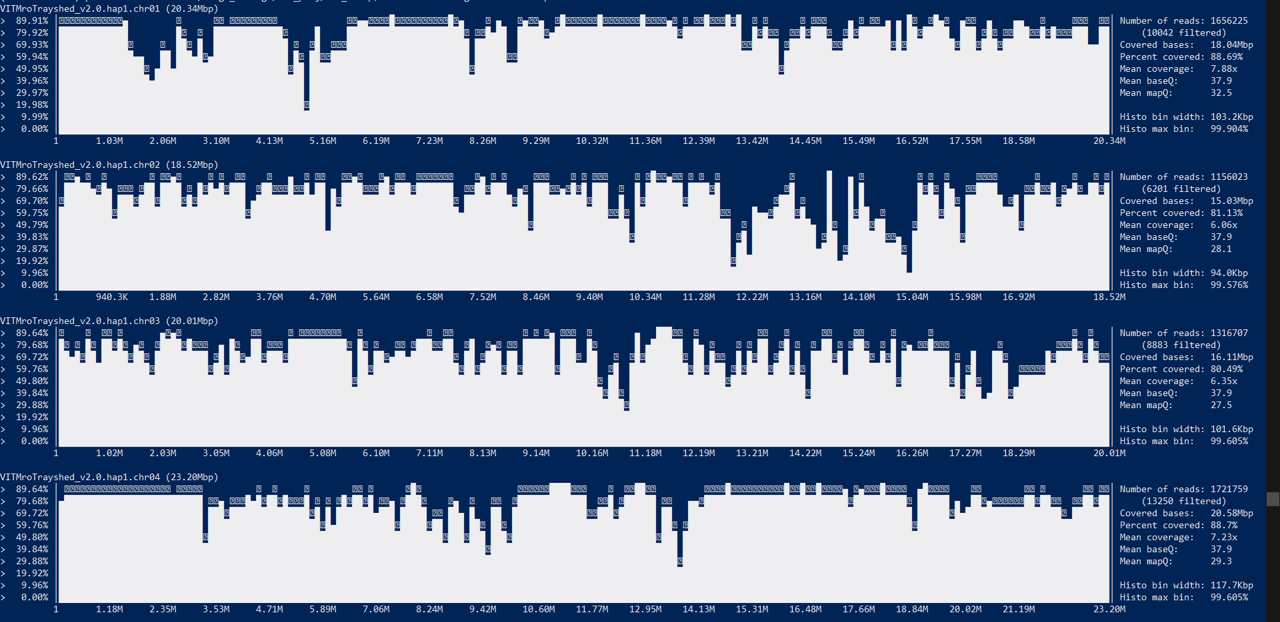 VITMroTrayshed_v2.0.hap1.chr01 (20.34Mbp)
> 89.91% Number of reads: 1656225
> 79.92% (10042 filtered)
> 69.93% Covered bases: 18.04Mbp
> 59.94% Percent covered: 88.69%
> 49.95% Mean coverage: 7.88x
> 39.96% Mean baseQ: 37.9
> 29.97% Mean mapQ: 32.5
> 19.98%
> 9.99% Histo bin width: 103.2Kbp
> 0.00% Histo max bin: 99.904%
1 1.03M 2.06M 3.10M 4.13M 5.16M 6.19M 7.23M 8.26M 9.29M 10.32M 11.36M 12.39M 13.42M 14.45M 15.49M 16.52M 17.55M 18.58M 20.34M
VITMroTrayshed_v2.0.hap1.chr02 (18.52Mbp)
> 89.62% Number of reads: 1156023
> 79.66% (6201 filtered)
> 69.70% Covered bases: 15.03Mbp
> 59.75% Percent covered: 81.13%
> 49.79% Mean coverage: 6.06x
> 39.83% Mean baseQ: 37.9
> 29.87% Mean mapQ: 28.1
> 19.92%
> 9.96% Histo bin width: 94.0Kbp
> 0.00% Histo max bin: 99.576%
1 940.3K 1.88M 2.82M 3.76M 4.70M 5.64M 6.58M 7.52M 8.46M 9.40M 10.34M 11.28M 12.22M 13.16M 14.10M 15.04M 15.98M 16.92M 18.52M
VITMroTrayshed_v2.0.hap1.chr03 (20.01Mbp)
> 89.64% Number of reads: 1316707
> 79.68% (8883 filtered)
> 69.72% Covered bases: 16.11Mbp
> 59.76% Percent covered: 80.49%
> 49.80% Mean coverage: 6.35x
> 39.84% Mean baseQ: 37.9
> 29.88% Mean mapQ: 27.5
> 19.92%
> 9.96% Histo bin width: 101.6Kbp
> 0.00% Histo max bin: 99.605%
1 1.02M 2.03M 3.05M 4.06M 5.08M 6.10M 7.11M 8.13M 9.14M 10.16M 11.18M 12.19M 13.21M 14.22M 15.24M 16.26M 17.27M 18.29M 20.01M
VITMroTrayshed_v2.0.hap1.chr04 (23.20Mbp)
> 89.64% Number of reads: 1721759
> 79.68% (13250 filtered)
> 69.72% Covered bases: 20.58Mbp
> 59.76% Percent covered: 88.7%
> 49.80% Mean coverage: 7.23x
> 39.84% Mean baseQ: 37.9
> 29.88% Mean mapQ: 29.3
> 19.92%
> 9.96% Histo bin width: 117.7Kbp
> 0.00% Histo max bin: 99.605%
1 1.18M 2.35M 3.53M 4.71M 5.89M 7.06M 8.24M 9.42M 10.60M 11.77M 12.95M 14.13M 15.31M 16.48M 17.66M 18.84M 20.02M 21.19M 23.20M